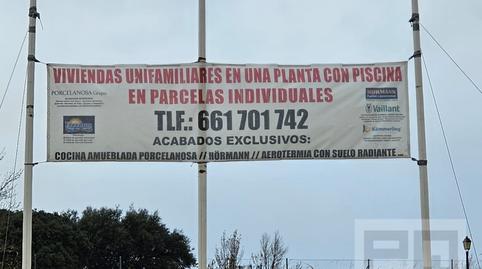 VIVIENDAS UNIFAMILIARES EN UNA PLANTA CON PISCINA
EN PARCELAS INDIVIDUALES
TLF.: 661 701 742
ACABADOS EXCLUSIVOS:
COCINA AMUEBLADA PORCELANOSA // HÖRMANN // AEROTERMIA CON SUELO RADIANTE ...
PORCELANOSA Grupo
HÖRMANN
Vaillant
Kömmerling